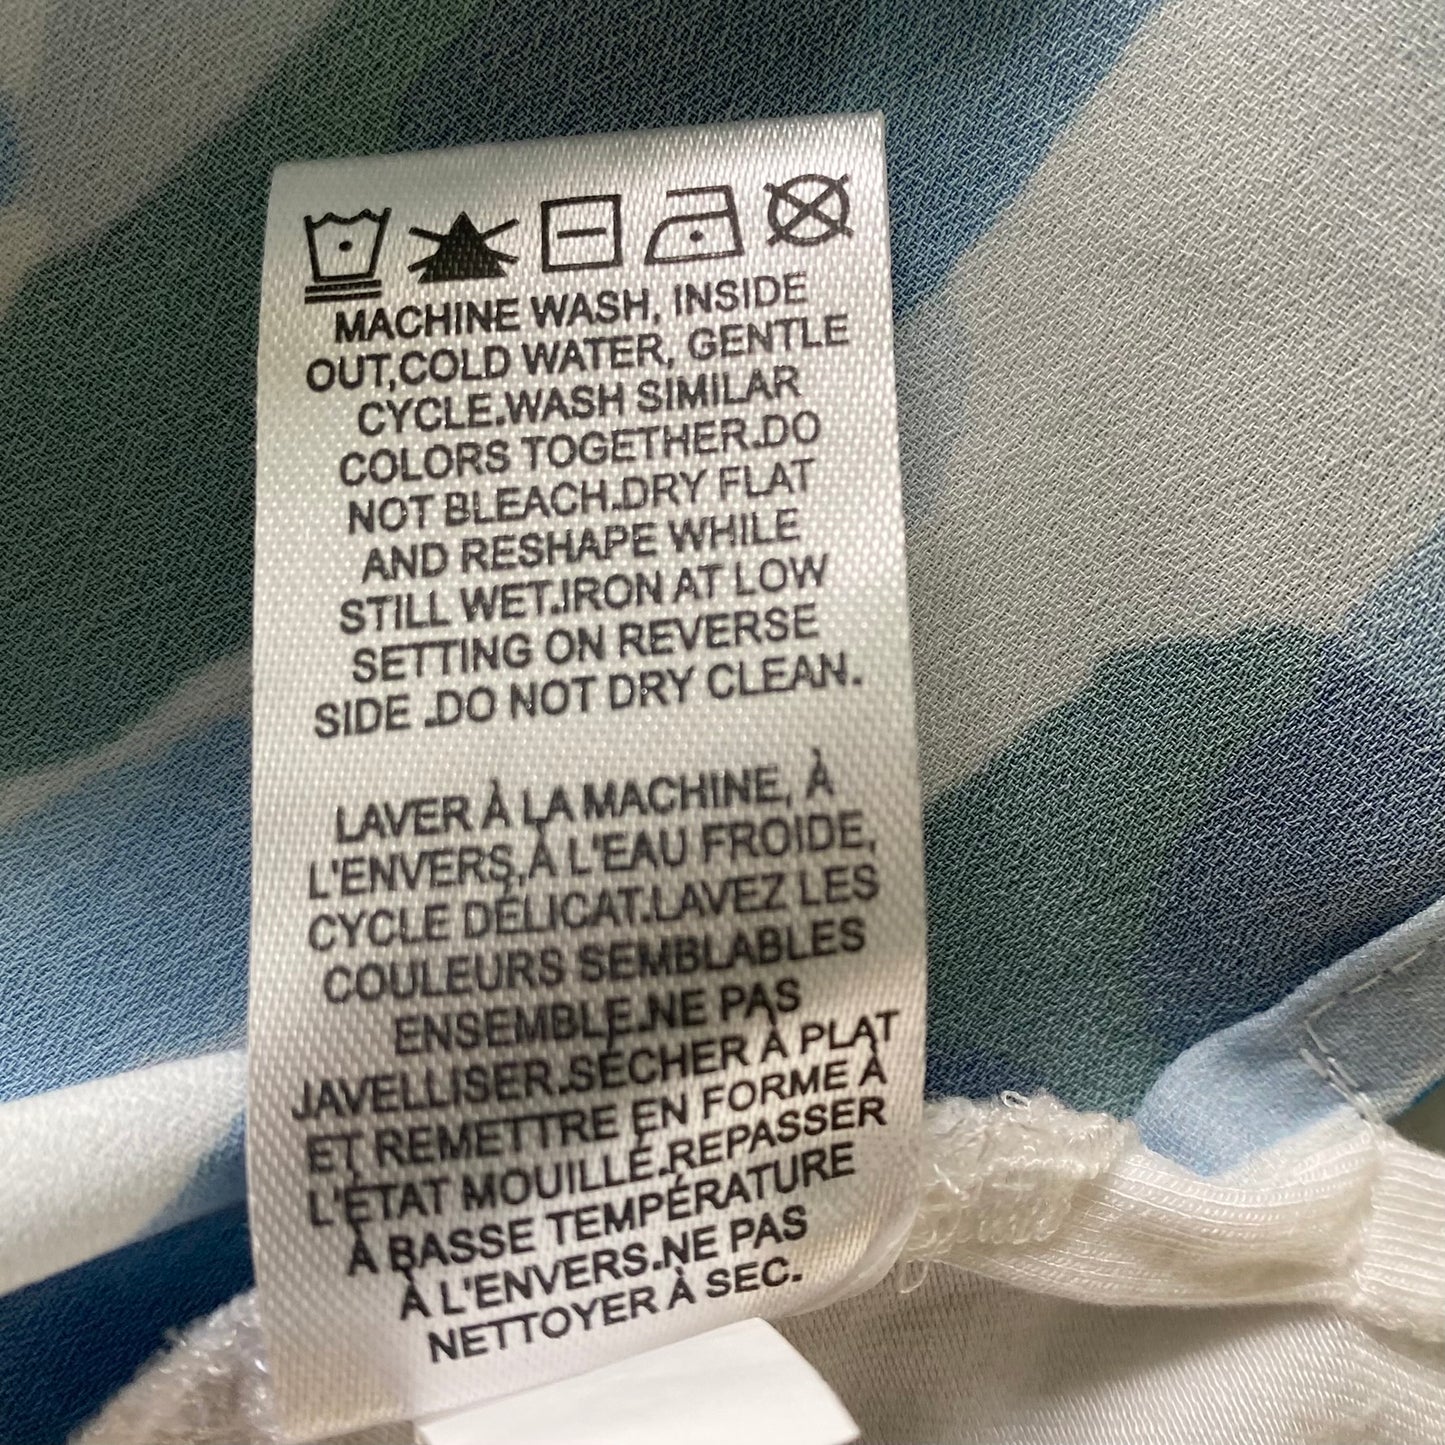 MACHINE WASH, INSIDE
OUT,COLD WATER, GENTLE
CYCLE.WASH SIMILAR
COLORS TOGETHER.DO
NOT BLEACH.DRY FLAT
AND RESHAPE WHILE
STILL WET.IRON AT LOW
SETTING ON REVERSE
SIDE .DO NOT DRY CLEAN.
LAVER À LA MACHINE, À
L'ENVERS,À L'EAU FROIDE,
CYCLE DÉLICAT.LAVEZ LES
COULEURS SEMBLABLES
ENSEMBLE.NE PAS
JAVELLISER.SÉCHER À PLAT
ET REMETTRE EN FORME À
L'ÉTAT MOUILLÉ.REPASSER
À BASSE TEMPÉRATURE
À L'ENVERS.NE PAS
NETTOYER À SEC.